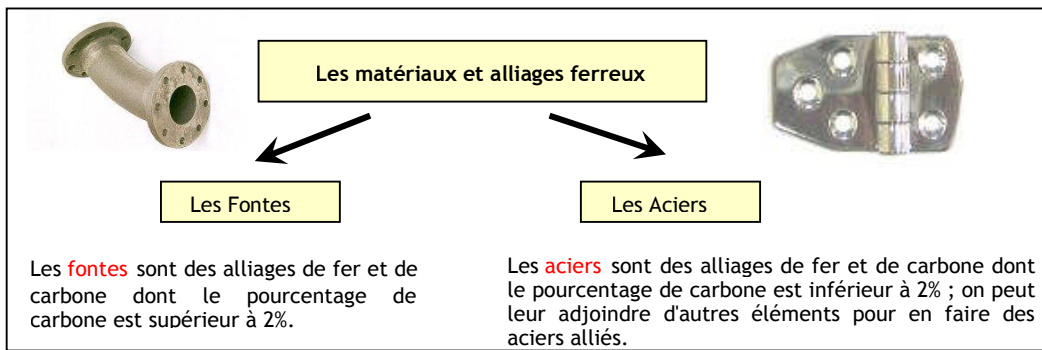 Les matériaux et alliages ferreux
Les Fontes
Les Aciers
Les fontes sont des alliages de fer et de
carbone dont le pourcentage de
carbone est supérieur à 2%.
Les aciers sont des alliages de fer et de carbone dont
le pourcentage de carbone est inférieur à 2% ; on peut
leur adjoindre d'autres éléments pour en faire des
aciers alliés.